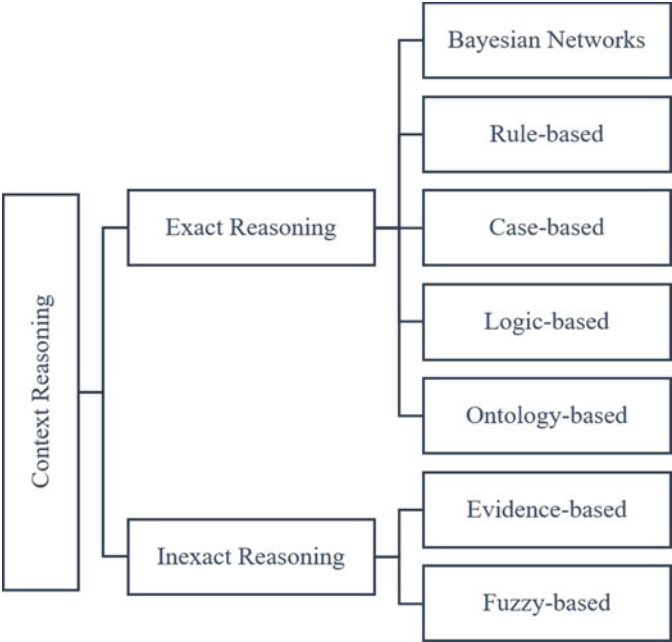 Context Reasoning
Exact Reasoning
Bayesian Networks
Rule-based
Case-based
Logic-based
Ontology-based
Inexact Reasoning
Evidence-based
Fuzzy-based